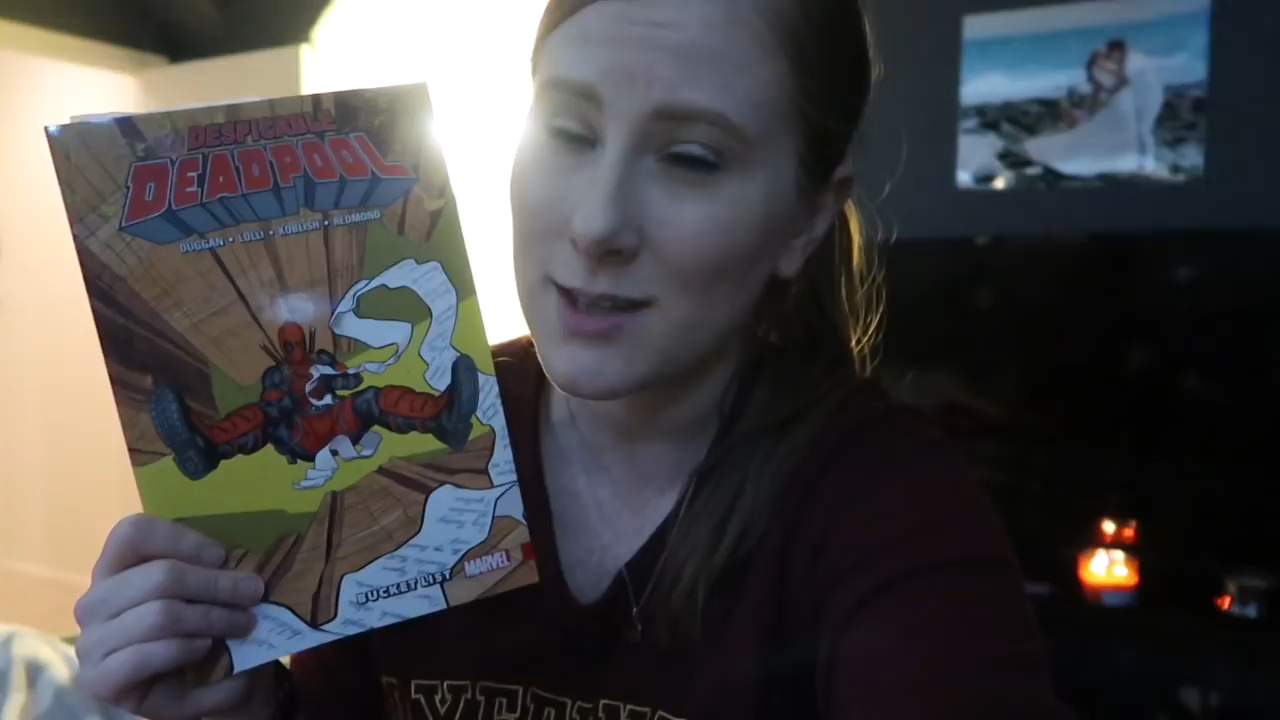 DESPICABLE
DEADPOOL
DUGGAN • LOLLI • KOBLISH • REDMOND
BUCKET LIST
MARVEL